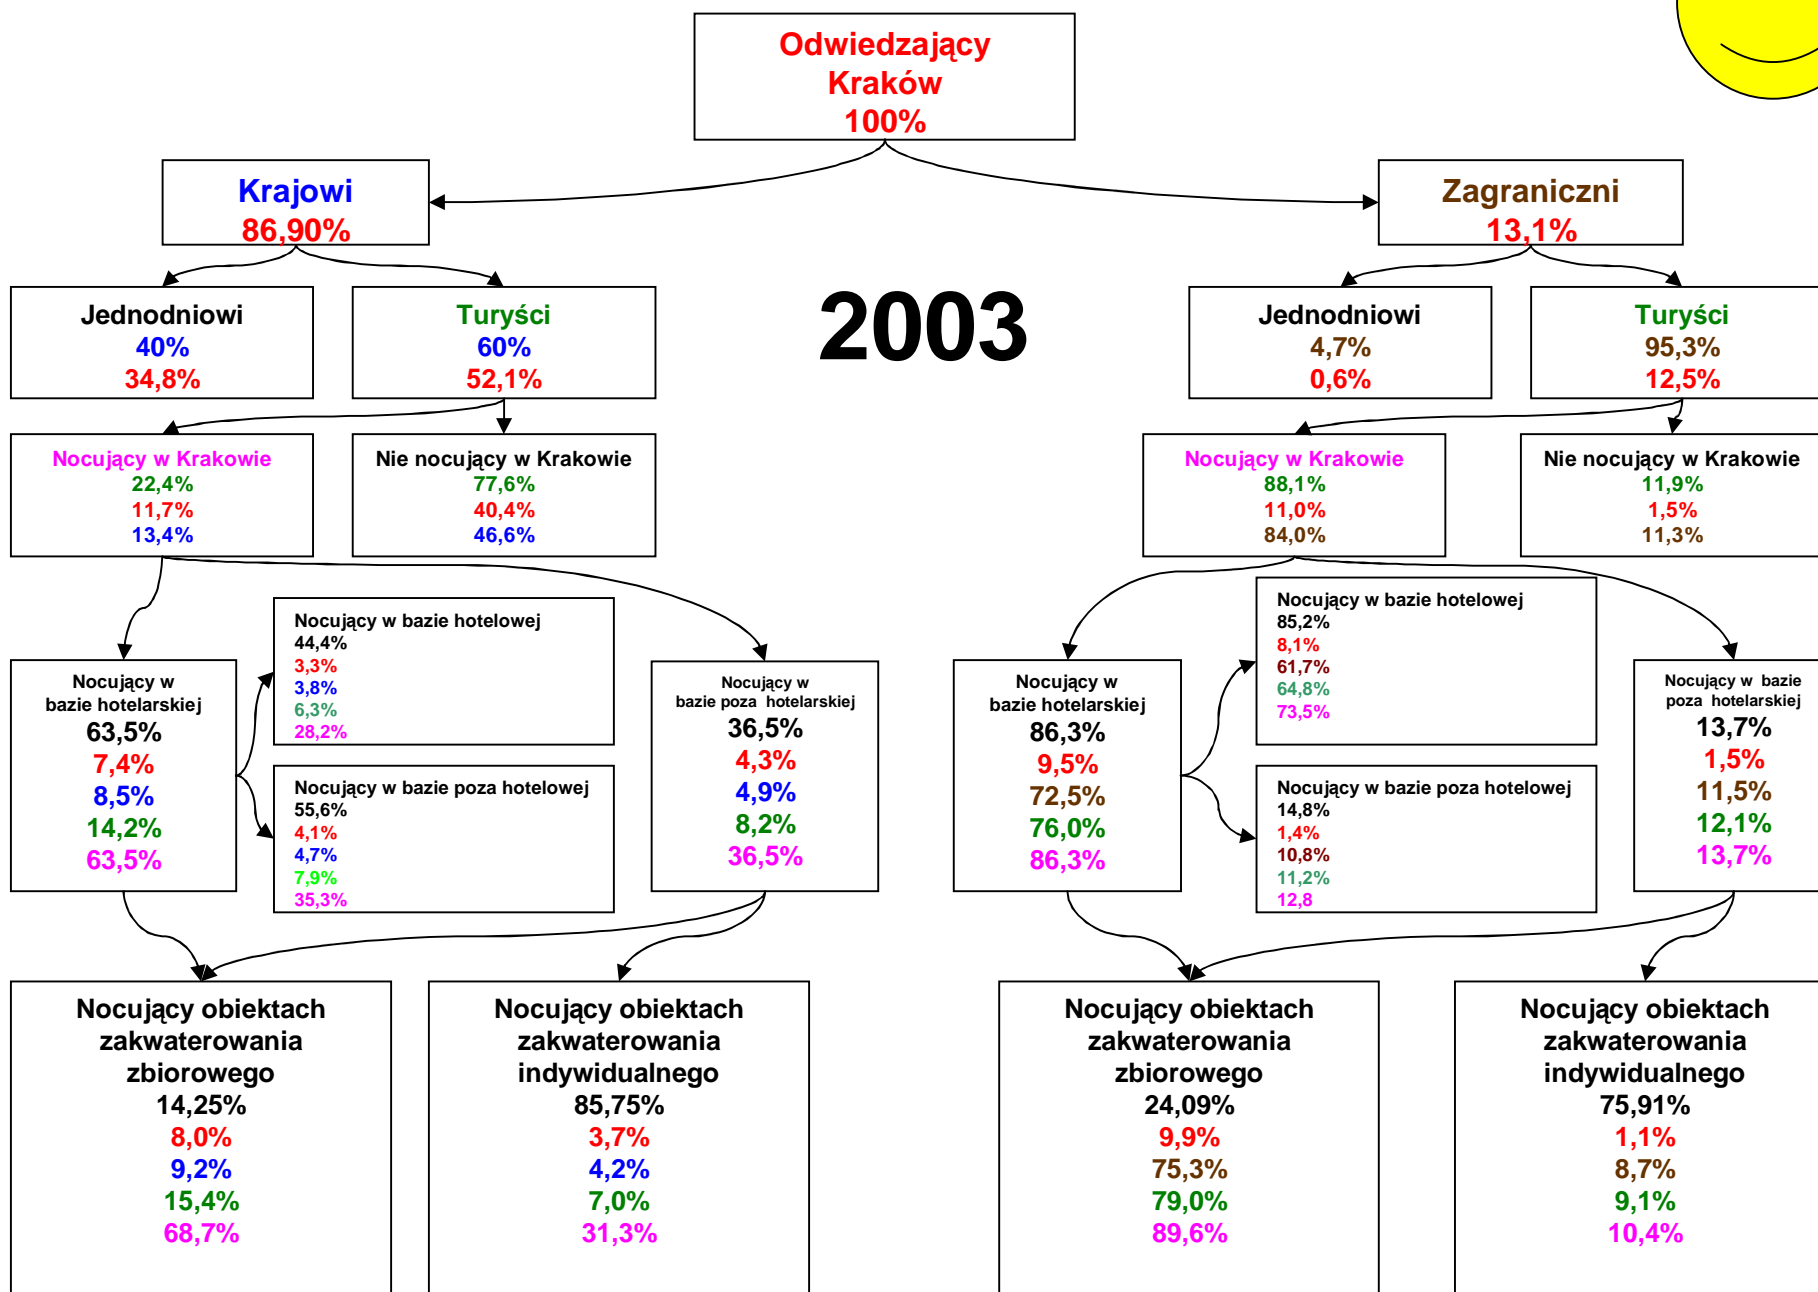 Odwiedzający
Kraków
100%
Krajowi
86,90%
Zagraniczni
13,1%
2003
Jednodniowi
40%
34,8%
Turyści
60%
52,1%
Jednodniowi
4,7%
0,6%
Turyści
95,3%
12,5%
Nocujący w Krakowie
22,4%
11,7%
13,4%
Nie nocujący w Krakowie
77,6%
40,4%
46,6%
Nocujący w Krakowie
88,1%
11,0%
84,0%
Nie nocujący w Krakowie
11,9%
1,5%
11,3%
Nocujący w
bazie hotelarskiej
63,5%
7,4%
8,5%
14,2%
63,5%
Nocujący w bazie hotelowej
44,4%
3,3%
3,8%
6,3%
28,2%
Nocujący w bazie poza hotelowej
55,6%
4,1%
4,7%
7,9%
35,3%
Nocujący w
bazie poza hotelarskiej
36,5%
4,3%
4,9%
8,2%
36,5%
Nocujący w
bazie hotelarskiej
86,3%
9,5%
72,5%
76,0%
86,3%
Nocujący w bazie hotelowej
85,2%
8,1%
61,7%
64,8%
73,5%
Nocujący w bazie poza hotelowej
14,8%
1,4%
10,8%
11,2%
12,8
Nocujący w bazie
poza hotelarskiej
13,7%
1,5%
11,5%
12,1%
13,7%
Nocujący obiektach
zakwaterowania
zbiorowego
14,25%
8,0%
9,2%
15,4%
68,7%
Nocujący obiektach
zakwaterowania
indywidualnego
85,75%
3,7%
4,2%
7,0%
31,3%
Nocujący obiektach
zakwaterowania
zbiorowego
24,09%
9,9%
75,3%
79,0%
89,6%
Nocujący obiektach
zakwaterowania
indywidualnego
75,91%
1,1%
8,7%
9,1%
10,4%